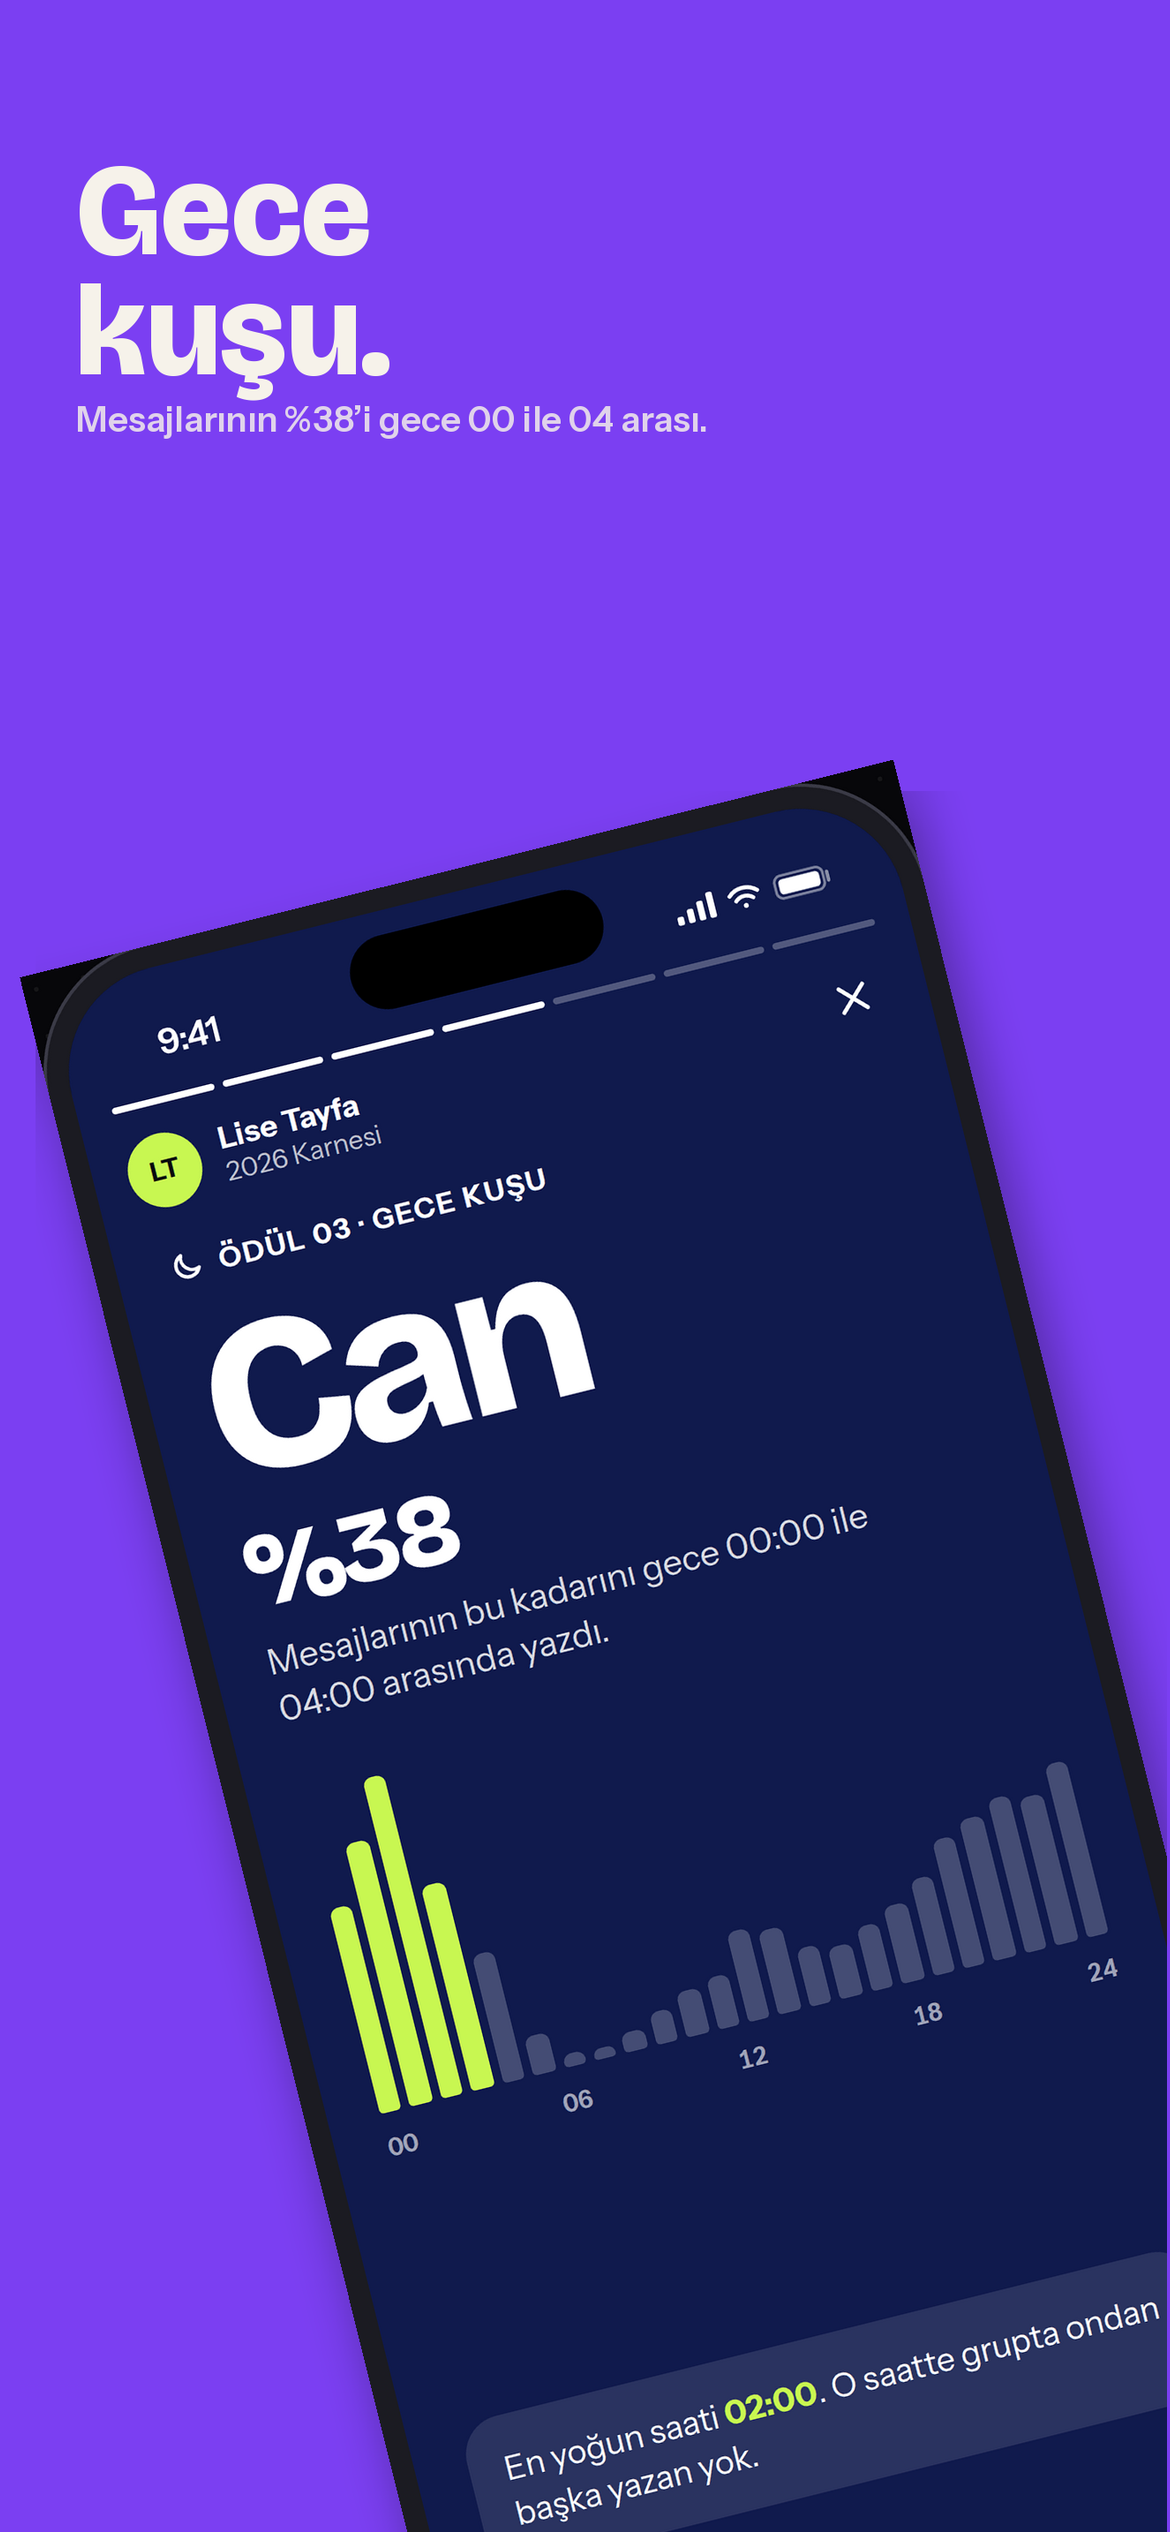 Gece
kuşu.
Mesajlarının %38’i gece 00 ile 04 arası.
9:41
LT
Lise Tayfa
2026 Karnesi
ÖDÜL 03 · GECE KUŞU
Can
%38
Mesajlarının bu kadarını gece 00:00 ile
04:00 arasında yazdı.
00 06 12 18 24
En yoğun saati 02:00. O saatte grupta ondan
başka yazan yok.